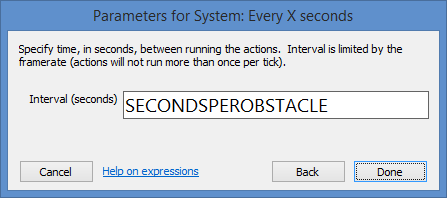 Parameters for System: Every X seconds
Specify time, in seconds, between running the actions. Interval is limited by the
framerate (actions will not run more than once per tick).
Interval (seconds) SECONDSPEROBSTACLE
Cancel Help on expressions Back Done